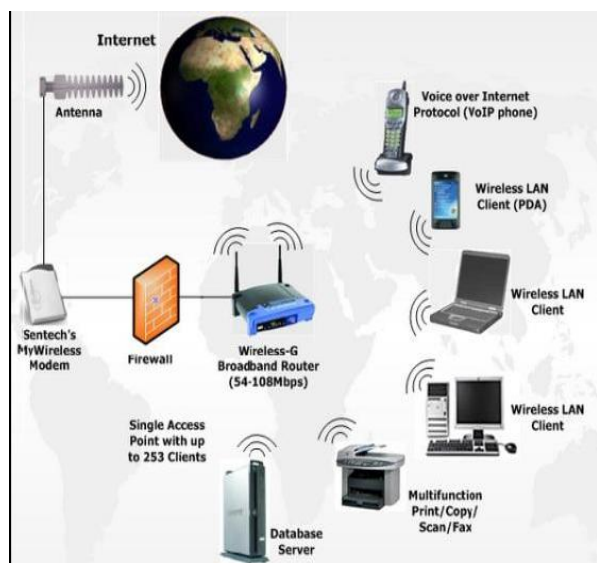 Internet
Antenna
Voice over Internet
Protocol (VoIP phone)
Wireless LAN
Client (PDA)
Wireless LAN
Client
Sentech's
MyWireless
Modem
Firewall
Wireless-G
Broadband Router
(54-108Mbps)
Wireless LAN
Client
Single Access
Point with up
to 253 Clients
Multifunction
Print/Copy/
Scan/Fax
Database
Server